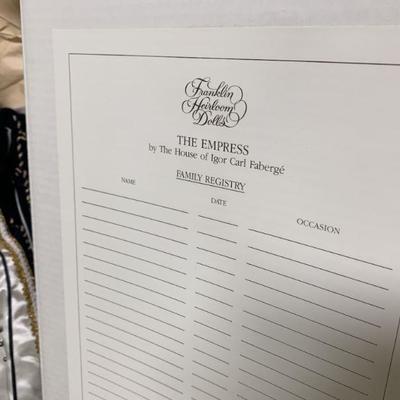 Franklin
Heirloom
Dolls
THE EMPRESS
by The House of Igor Carl Fabergé
FAMILY REGISTRY
NAME DATE OCCASION